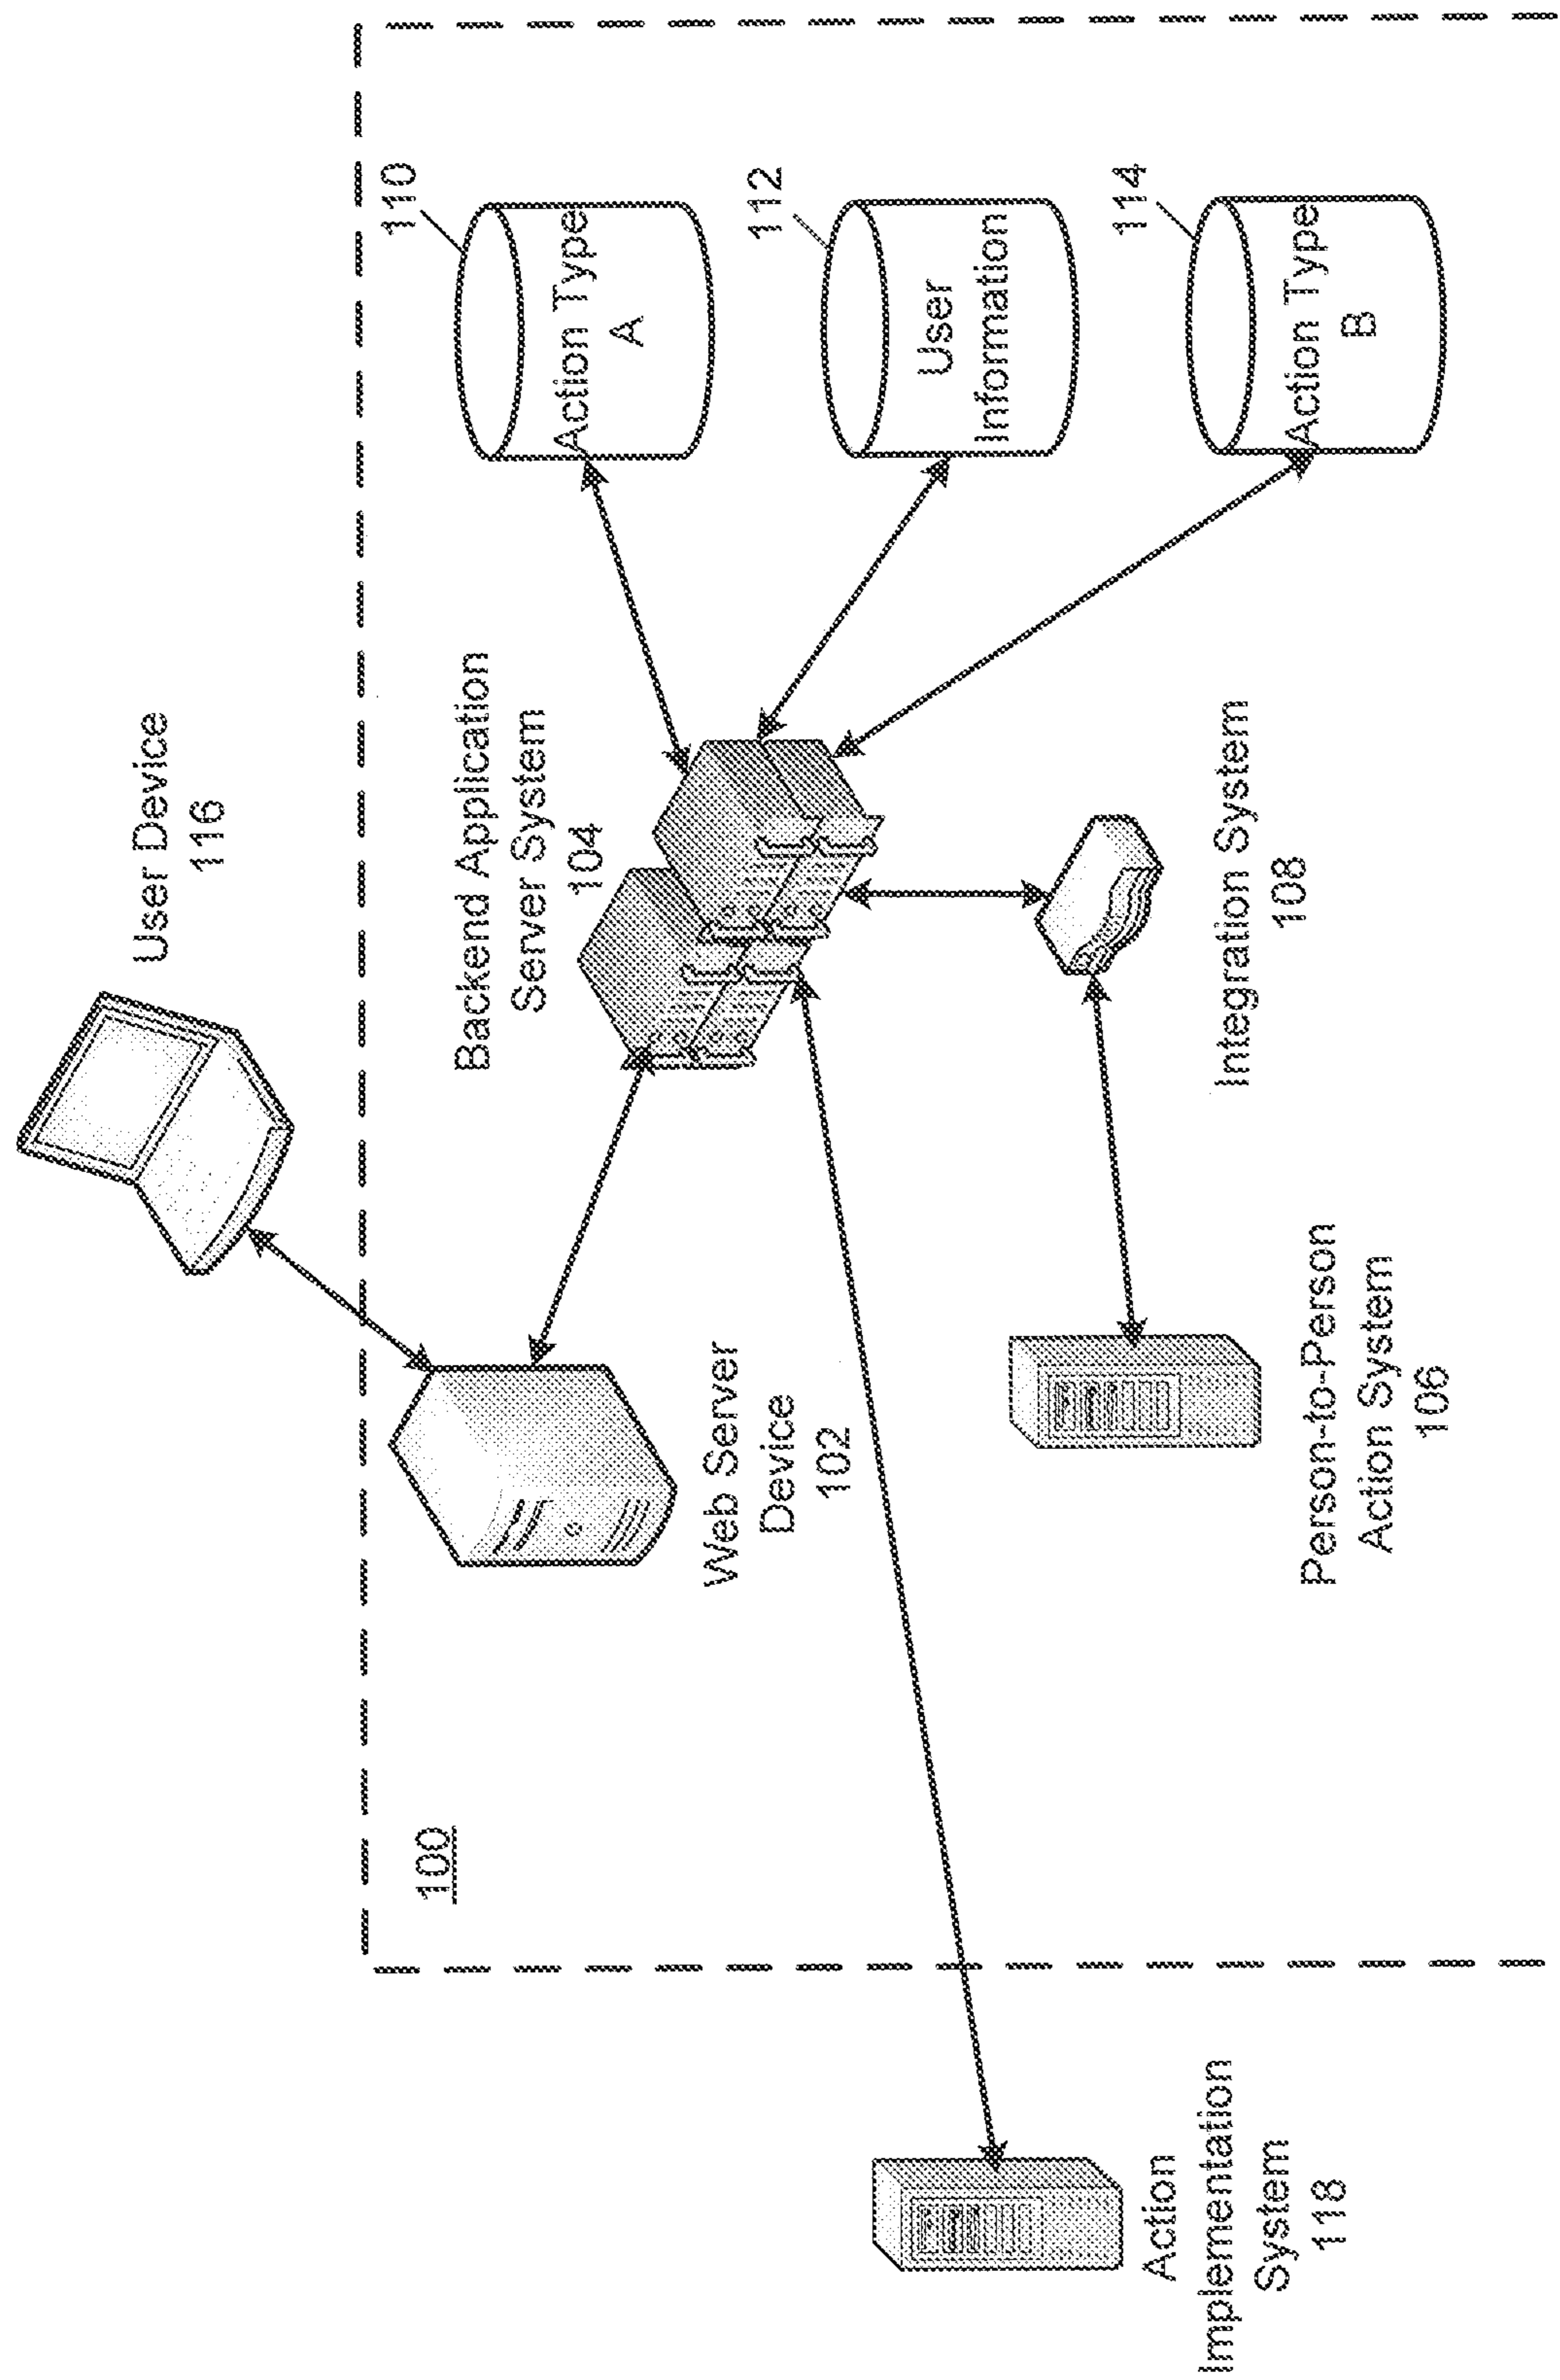 User Device
116
100
Backend Application
Server System
104
110
Action Type
A
Web Server
Device
102
112
User
Information
Integration System
108
114
Action Type
B
Person-to-Person
Action System
106
Action
Implementation
System
118